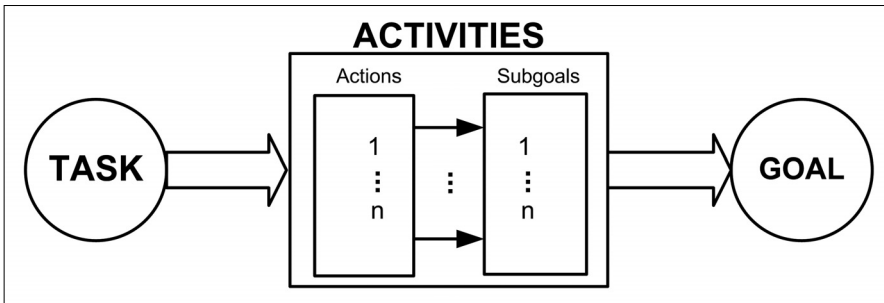 ACTIVITIES
Actions
Subgoals
TASK
1
⋮
n
⋮
1
⋮
n
GOAL